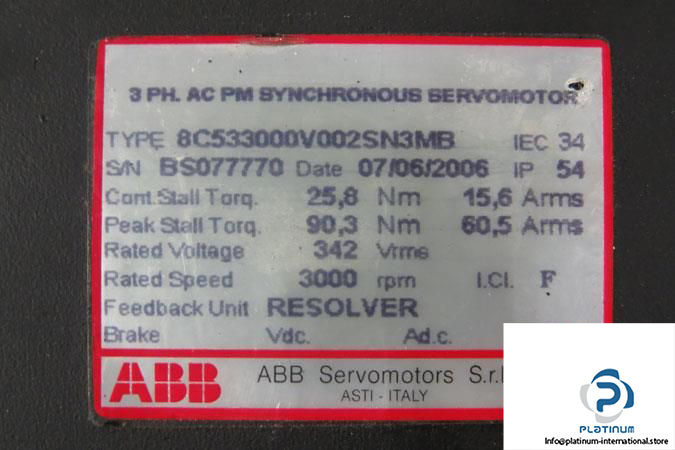 3 PH. AC PM SYNCHRONOUS SERVOMOTOR
TYPE 8C533000V002SN3MB IEC 34
S/N BS077770 Date 07/06/2006 IP 54
Cont.Stall Torq. 25,8 Nm 15,6 Arms
Peak Stall Torq. 90,3 Nm 60,5 Arms
Rated Voltage 342 Vrms
Rated Speed 3000 rpm I.Cl. F
Feedback Unit RESOLVER
Brake Vdc. Ad.c.
ABB ABB Servomotors S.r.l
ASTI - ITALY
PLATINUM
Info@platinum-international.store